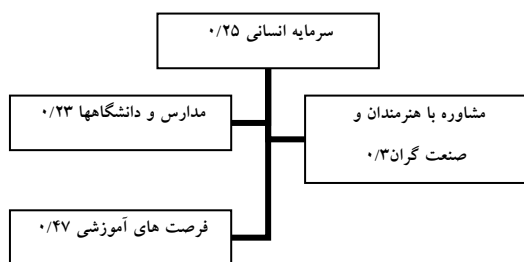 سرمایه انسانی ۰/۲۵
مدارس و دانشگاهها ۰/۲۳
مشاوره با هنرمندان و
صنعت گران۰/۳
فرصت های آموزشی ۰/۴۷